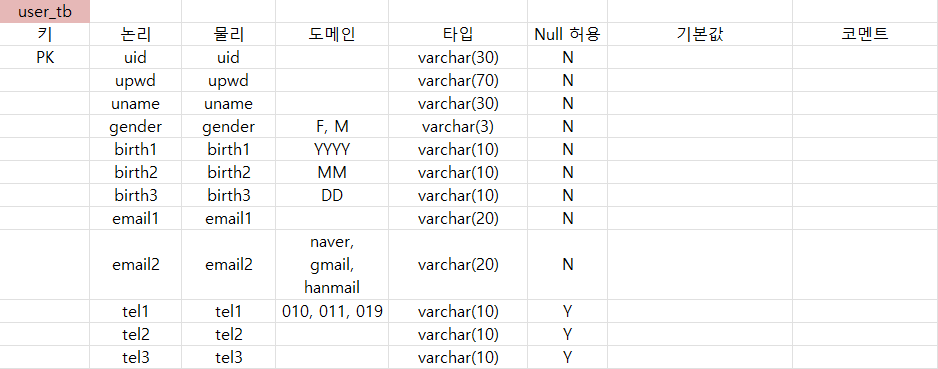 user_tb
키 논리 물리 도메인 타입 Null 허용 기본값 코멘트
PK uid uid varchar(30) N
upwd upwd varchar(70) N
uname uname varchar(30) N
gender gender F, M varchar(3) N
birth1 birth1 YYYY varchar(10) N
birth2 birth2 MM varchar(10) N
birth3 birth3 DD varchar(10) N
email1 email1 varchar(20) N
naver,
email2 email2 gmail, varchar(20) N
hanmail
tel1 tel1 010, 011, 019 varchar(10) Y
tel2 tel2 varchar(10) Y
tel3 tel3 varchar(10) Y